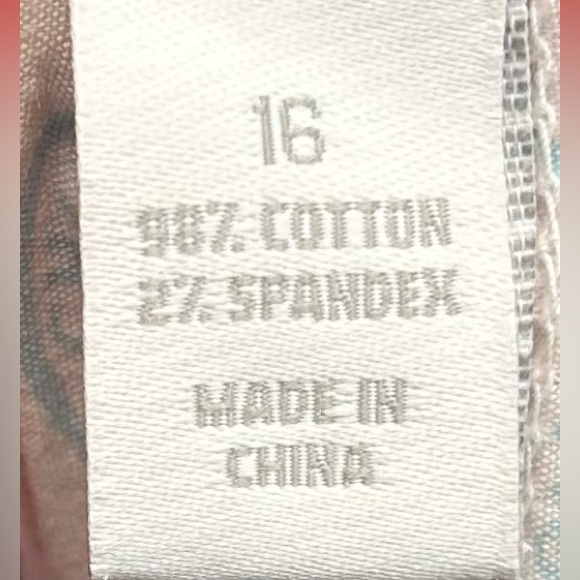 16
98% COTTON
2% SPANDEX
MADE IN
CHINA